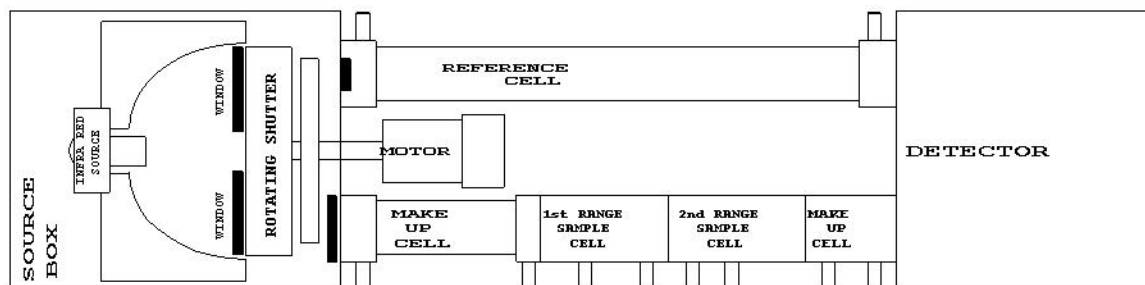 SOURCE
BOX
INFRA RED
SOURCE
WINDOW
WINDOW
ROTATING SHUTTER
REFERENCE
CELL
MOTOR
MAKE
UP
CELL
1st RANGE
SAMPLE
CELL
2nd RANGE
SAMPLE
CELL
MAKE
UP
CELL
DETECTOR